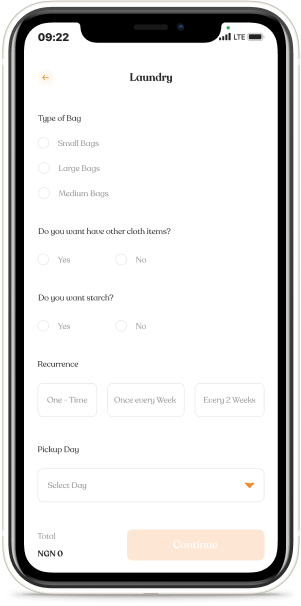 09:22
LTE
Laundry
Type of Bag
Small Bags
Large Bags
Medium Bags
Do you want have other cloth items?
Yes No
Do you want starch?
Yes No
Recurrence
One - Time Once every Week Every 2 Weeks
Pickup Day
Select Day
Total
NGN 0
Continue